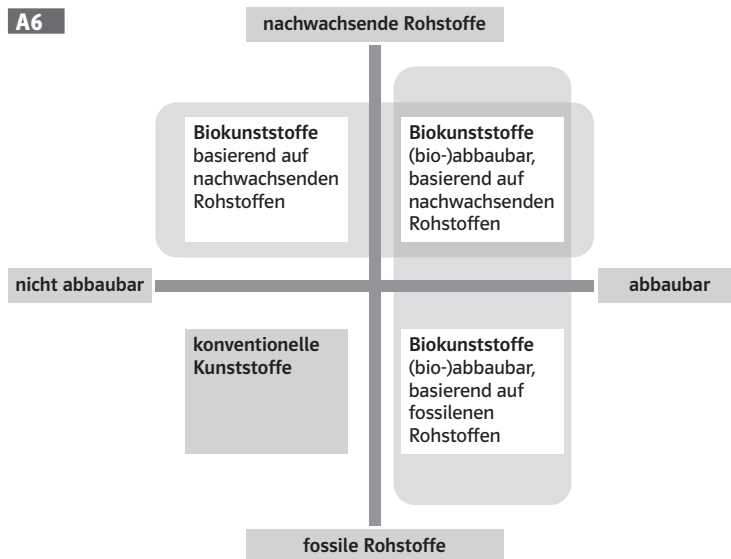 A6
nachwachsende Rohstoffe
Biokunststoffe
basierend auf
nachwachsenden
Rohstoffen
Biokunststoffe
(bio-)abbaubar,
basierend auf
nachwachsenden
Rohstoffen
nicht abbaubar
abbaubar
konventionelle
Kunststoffe
Biokunststoffe
(bio-)abbaubar,
basierend auf
fossilenen
Rohstoffen
fossile Rohstoffe